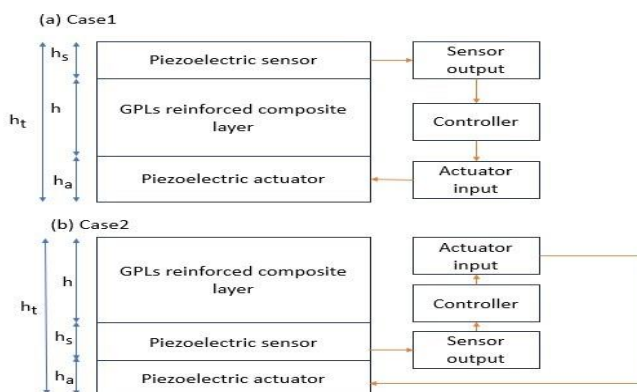 (a) Case1
hs
Piezoelectric sensor
Sensor
output
h
GPLs reinforced composite
layer
ht
Controller
ha
Piezoelectric actuator
Actuator
input
(b) Case2
h
GPLs reinforced composite
layer
Actuator
input
ht
Controller
hs
Piezoelectric sensor
Sensor
output
ha
Piezoelectric actuator